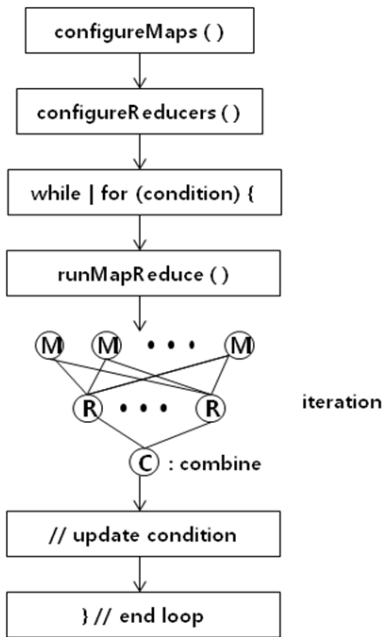 configureMaps ( )
configureReducers ( )
while | for (condition) {
runMapReduce ( )
M M • • • M
R • • • R
iteration
C : combine
// update condition
} // end loop